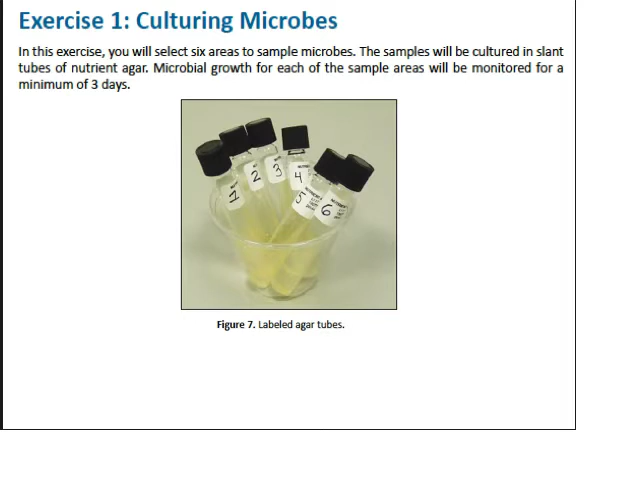 Exercise 1: Culturing Microbes
In this exercise, you will select six areas to sample microbes. The samples will be cultured in slant
tubes of nutrient agar. Microbial growth for each of the sample areas will be monitored for a
minimum of 3 days.
1
2
3
4
5
6
Figure 7. Labeled agar tubes.